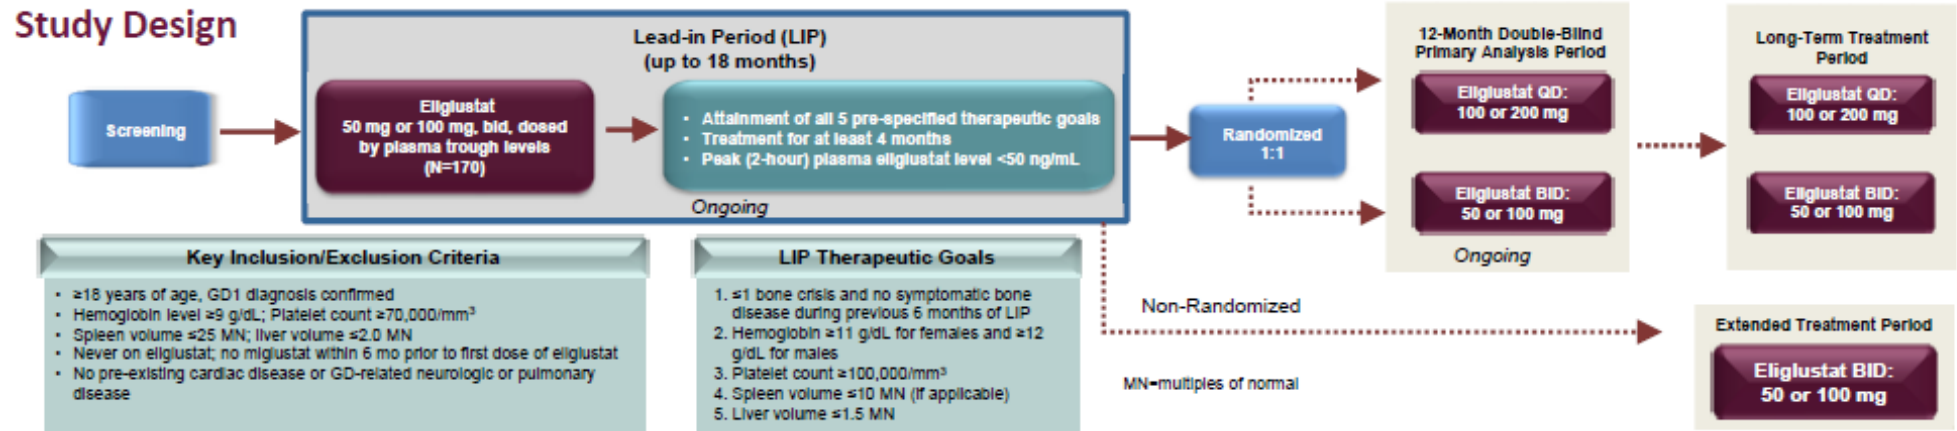 Study Design
Lead-in Period (LIP)
(up to 18 months)
Screening
Eliglustat
50 mg or 100 mg, bid, dosed
by plasma trough levels
(N=170)
• Attainment of all 5 pre-specified therapeutic goals
• Treatment for at least 4 months
• Peak (2-hour) plasma eliglustat level <50 ng/mL
Ongoing
Randomized
1:1
12-Month Double-Blind
Primary Analysis Period
Eliglustat QD:
100 or 200 mg
Eliglustat BID:
50 or 100 mg
Ongoing
Long-Term Treatment
Period
Eliglustat QD:
100 or 200 mg
Eliglustat BID:
50 or 100 mg
Key Inclusion/Exclusion Criteria
• ≥18 years of age, GD1 diagnosis confirmed
• Hemoglobin level ≥9 g/dL; Platelet count ≥70,000/mm³
• Spleen volume ≤25 MN; liver volume ≤2.0 MN
• Never on eliglustat; no miglustat within 6 mo prior to first dose of eliglustat
• No pre-existing cardiac disease or GD-related neurologic or pulmonary
disease
LIP Therapeutic Goals
1. ≤1 bone crisis and no symptomatic bone
disease during previous 6 months of LIP
2. Hemoglobin ≥11 g/dL for females and ≥12
g/dL for males
3. Platelet count ≥100,000/mm³
4. Spleen volume ≤10 MN (if applicable)
5. Liver volume ≤1.5 MN
Non-Randomized
MN=multiples of normal
Extended Treatment Period
Eliglustat BID:
50 or 100 mg